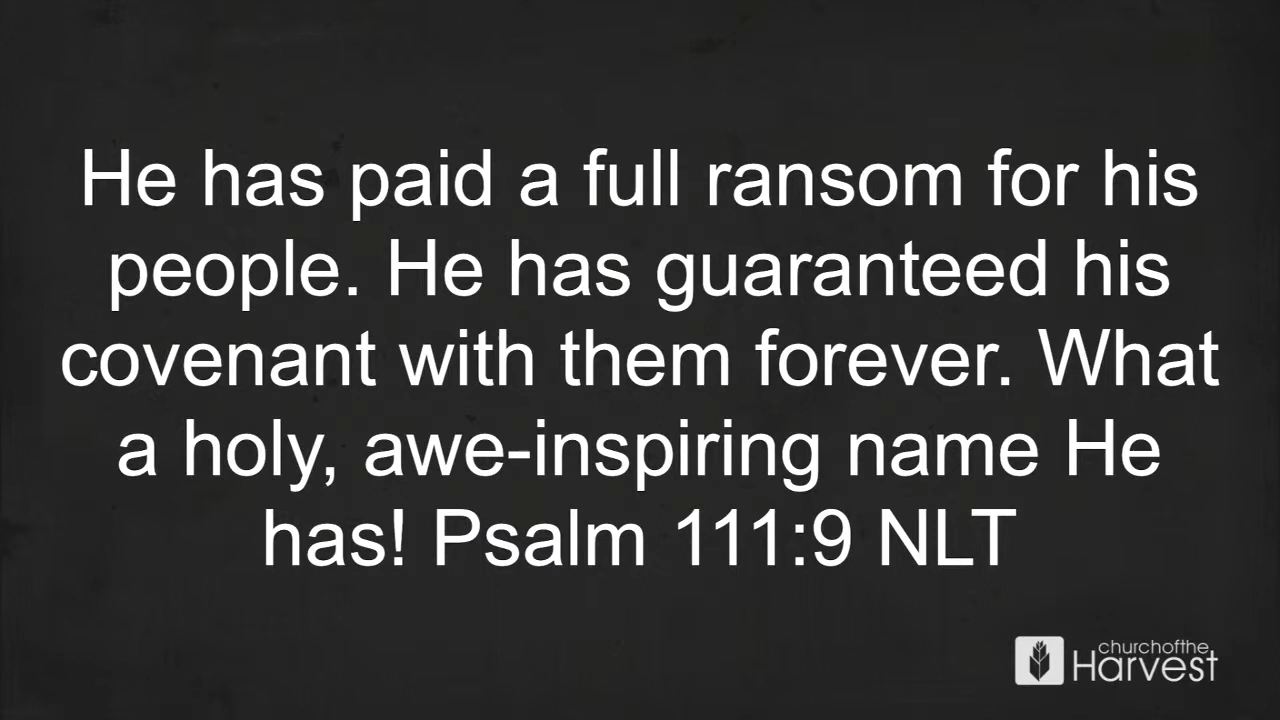 He has paid a full ransom for his
people. He has guaranteed his
covenant with them forever. What
a holy, awe-inspiring name He
has! Psalm 111:9 NLT
churchofthe
Harvest